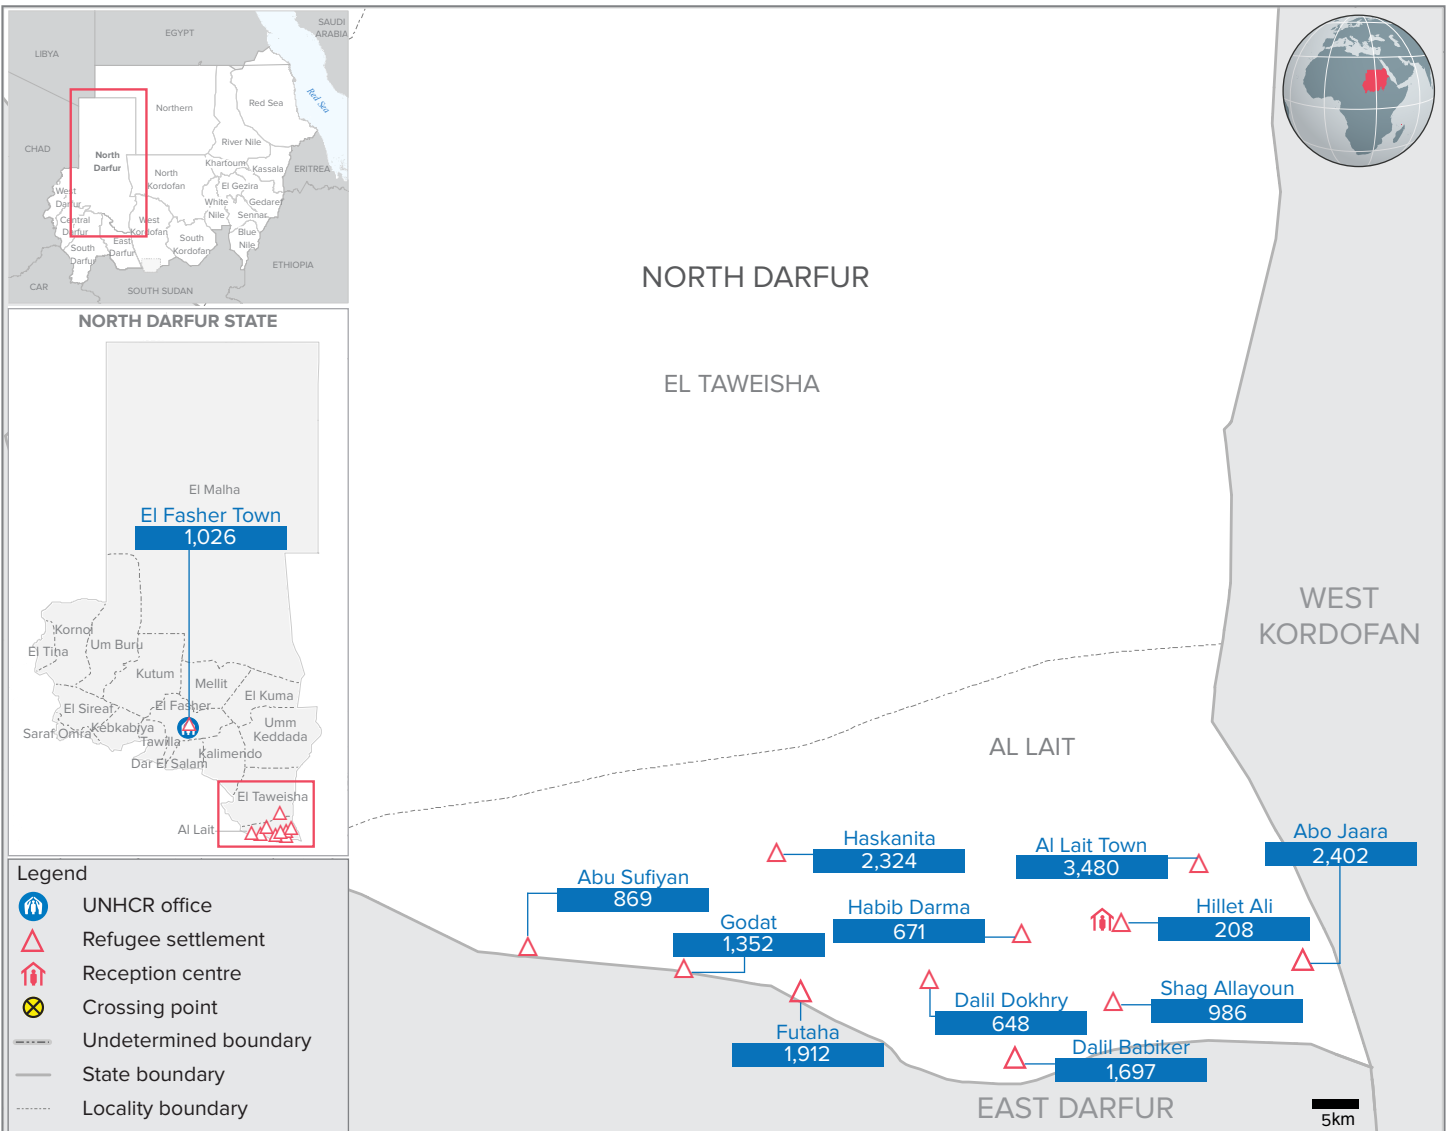 EGYPT
SAUDI
ARABIA
LIBYA
Red Sea
Northern
Red Sea
CHAD
River Nile
North
Darfur
Khartoum
Kassala
ERITREA
North
Kordofan
El Gezira
West
Darfur
White
Nile
Gedaref
Sennar
Central
Darfur
West
Kordofan
South
Kordofan
Blue
Nile
East
Darfur
South
Darfur
ETHIOPIA
CAR
SOUTH SUDAN
NORTH DARFUR STATE
El Malha
El Fasher Town
1,026
Kornoi
El Tina
Um Buru
Kutum
Mellit
El Kuma
El Sireaf
El Fasher
Saraf Omra
Kebkabiya
Tawilla
Umm
Keddada
Kalimendo
Dar El Salam
El Taweisha
Al Lait
Legend
UNHCR office
Refugee settlement
Reception centre
Crossing point
Undetermined boundary
State boundary
Locality boundary
NORTH DARFUR
EL TAWEISHA
WEST
KORDOFAN
AL LAIT
Haskanita
2,324
Al Lait Town
3,480
Abo Jaara
2,402
Abu Sufiyan
869
Godat
1,352
Habib Darma
671
Hillet Ali
208
Dalil Dokhry
648
Shag Allayoun
986
Futaha
1,912
Dalil Babiker
1,697
EAST DARFUR
5km